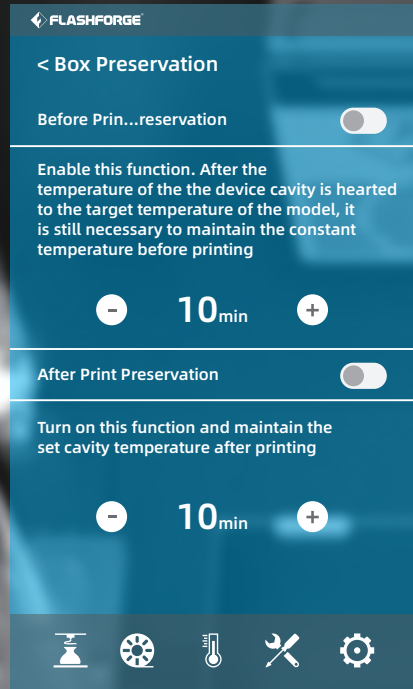 FLASHFORGE
< Box Preservation
Before Prin...reservation
Enable this function. After the
temperature of the the device cavity is hearted
to the target temperature of the model, it
is still necessary to maintain the constant
temperature before printing
- 10min +
After Print Preservation
Turn on this function and maintain the
set cavity temperature after printing
- 10min +